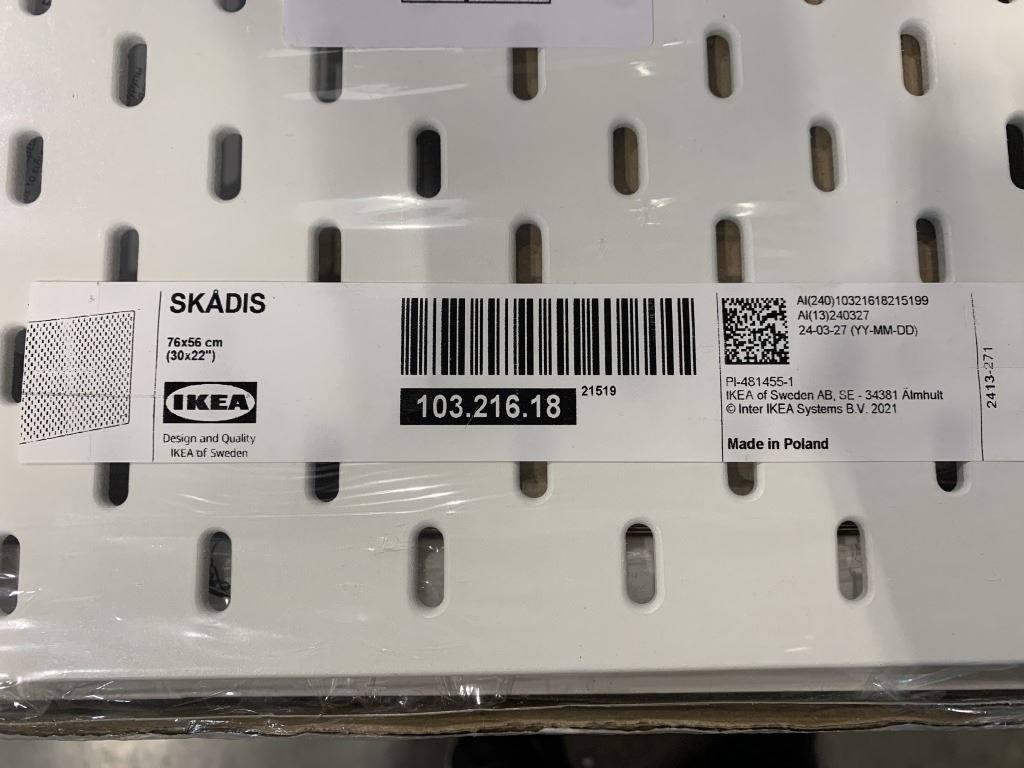 SKÅDIS
76x56 cm
(30x22")
IKEA
Design and Quality
IKEA of Sweden
103.216.18
21519
AI(240)10321618215199
AI(13)240327
24-03-27 (YY-MM-DD)
PI-481455-1
IKEA of Sweden AB, SE - 34381 Älmhult
© Inter IKEA Systems B.V. 2021
Made in Poland
2413-271